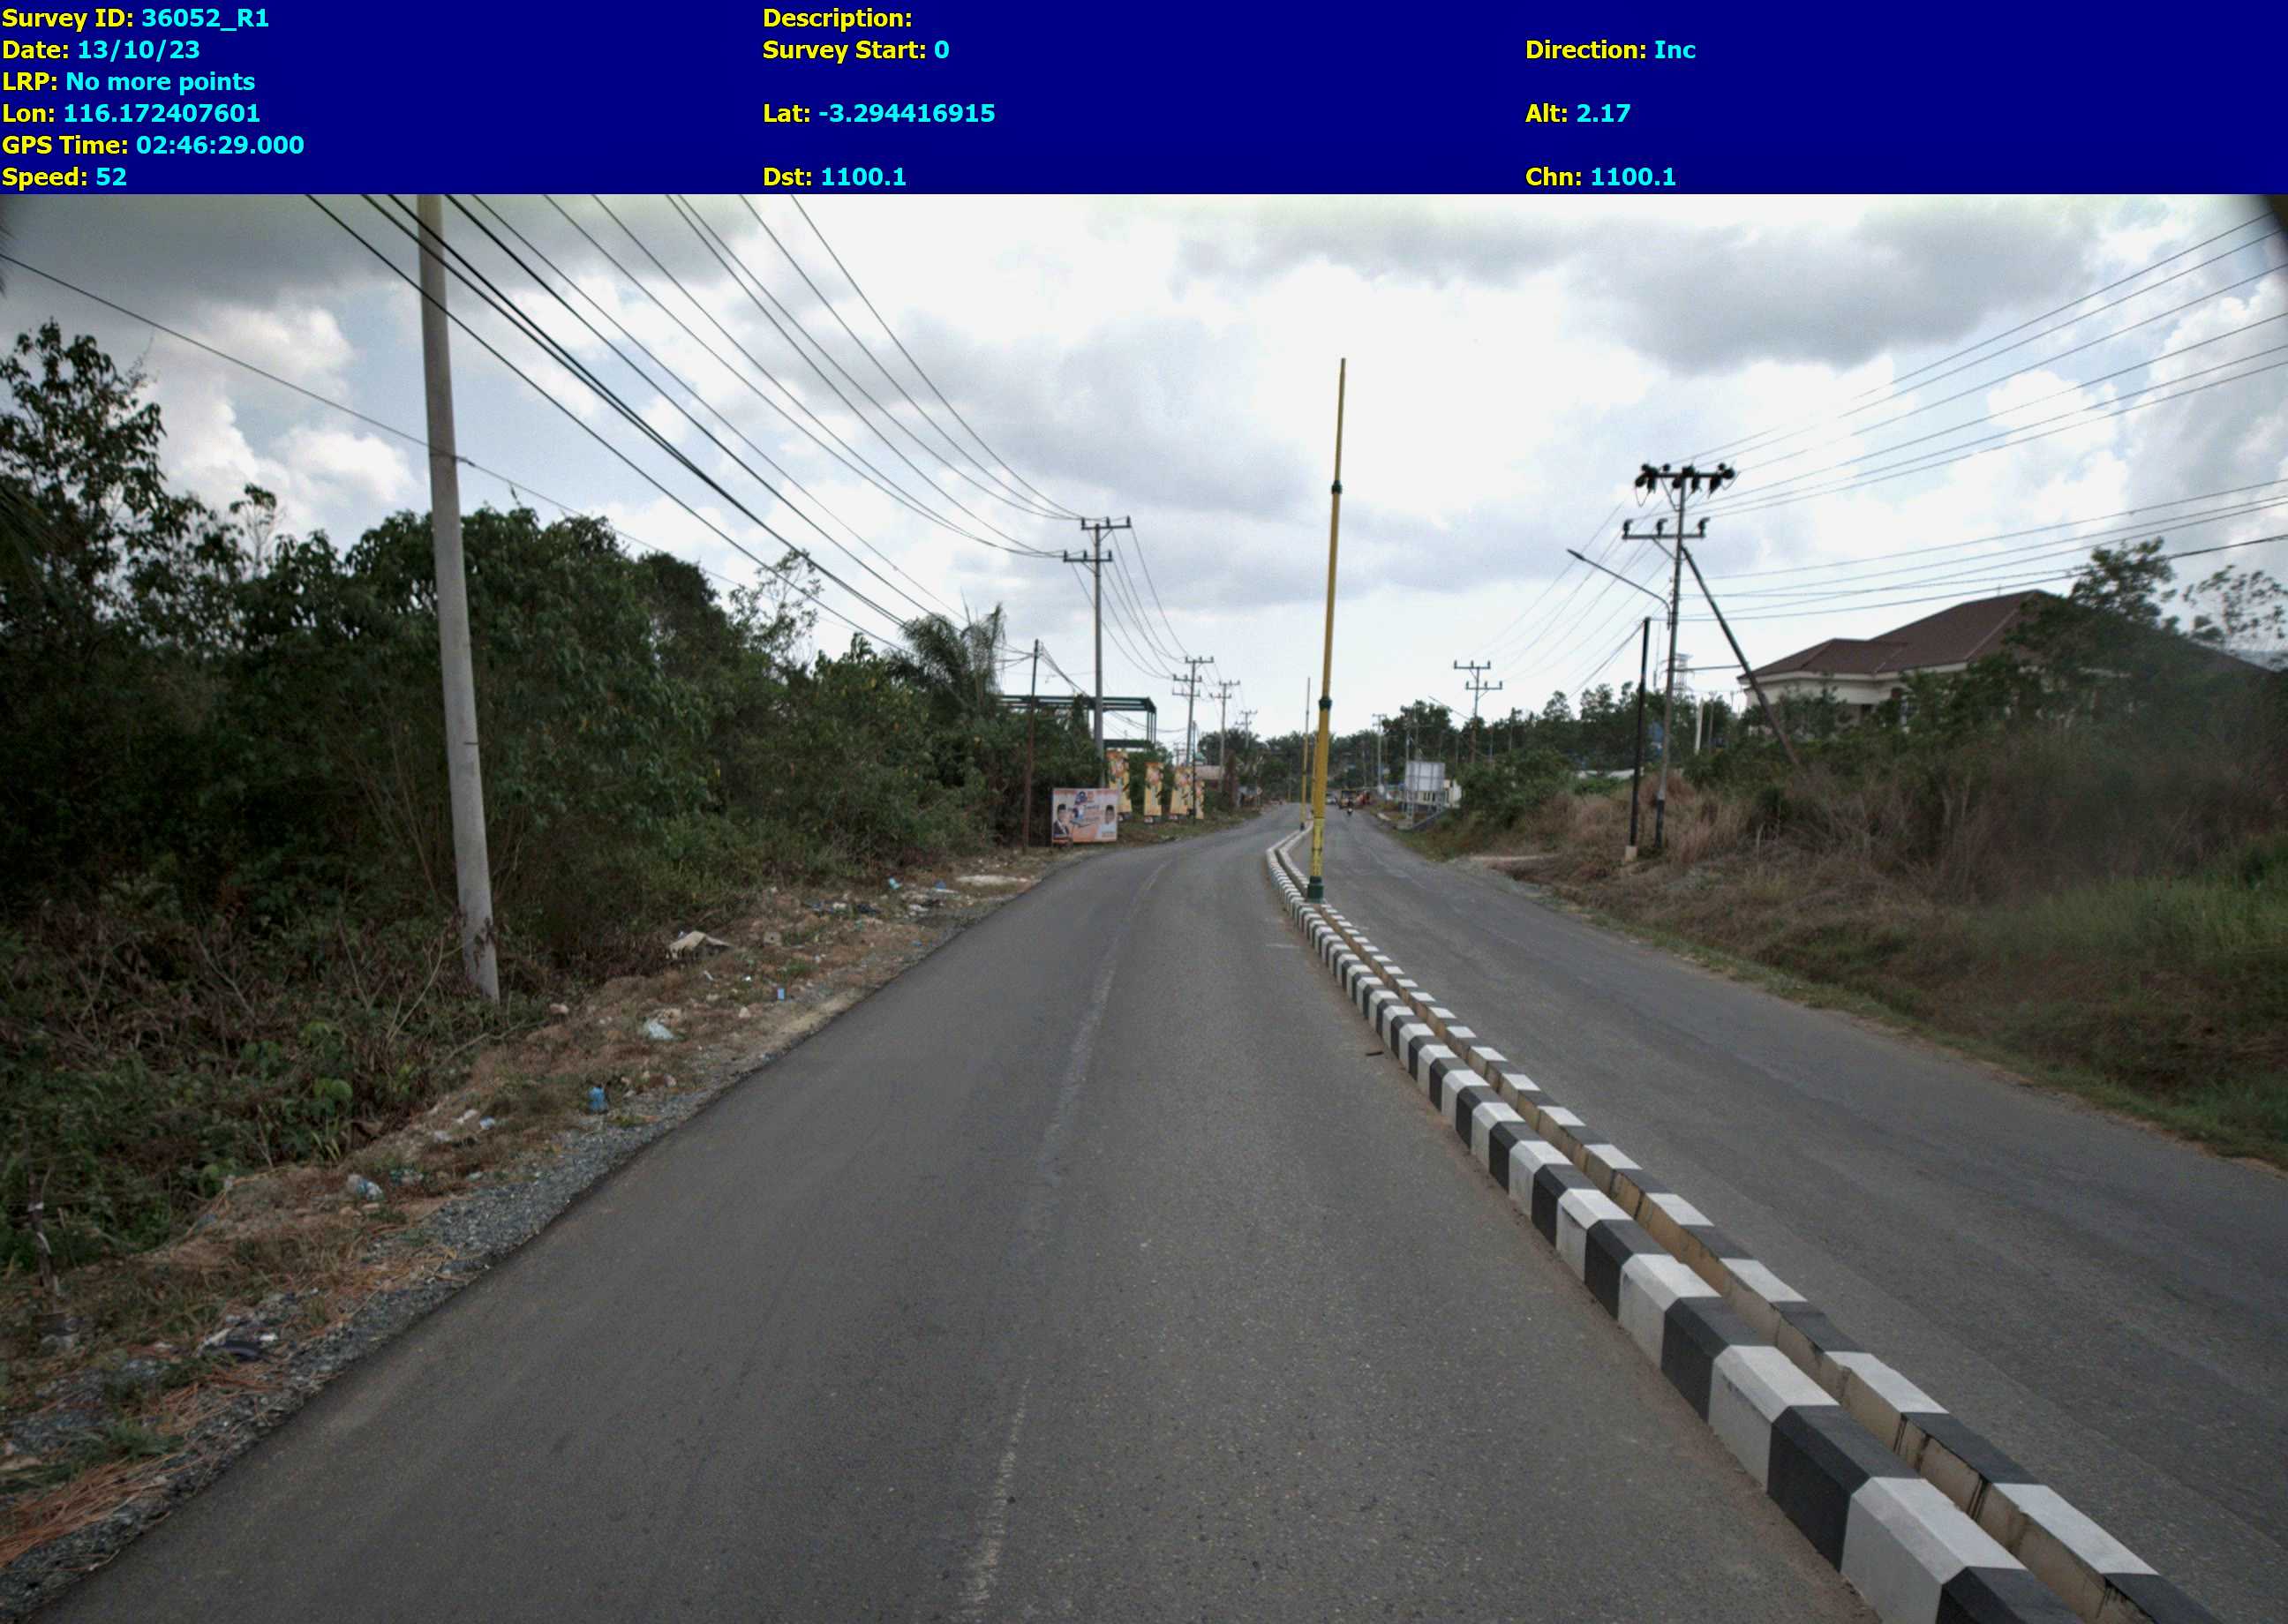 Survey ID: 36052_R1
Description:
Date: 13/10/23
Survey Start: 0
Direction: Inc
LRP: No more points
Lon: 116.172407601
Lat: -3.294416915
Alt: 2.17
GPS Time: 02:46:29.000
Speed: 52
Dst: 1100.1
Chn: 1100.1